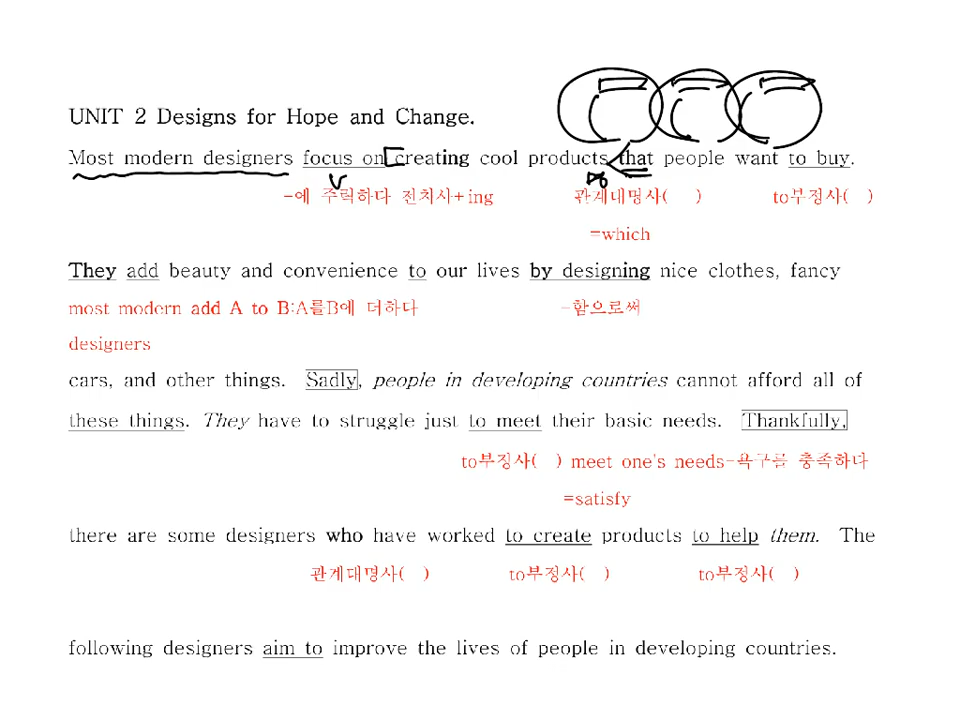 UNIT 2 Designs for Hope and Change.
Most modern designers focus on creating cool products that people want to buy.
-에 주력하다 전치사+ing 관계대명사( ) to부정사( )
=which
They add beauty and convenience to our lives by designing nice clothes, fancy
most modern add A to B:A를B에 더하다 -함으로써
designers
cars, and other things. Sadly, people in developing countries cannot afford all of
these things. They have to struggle just to meet their basic needs. Thankfully,
to부정사( ) meet one's needs-욕구를 충족하다
=satisfy
there are some designers who have worked to create products to help them. The
관계대명사( ) to부정사( ) to부정사( )
following designers aim to improve the lives of people in developing countries.